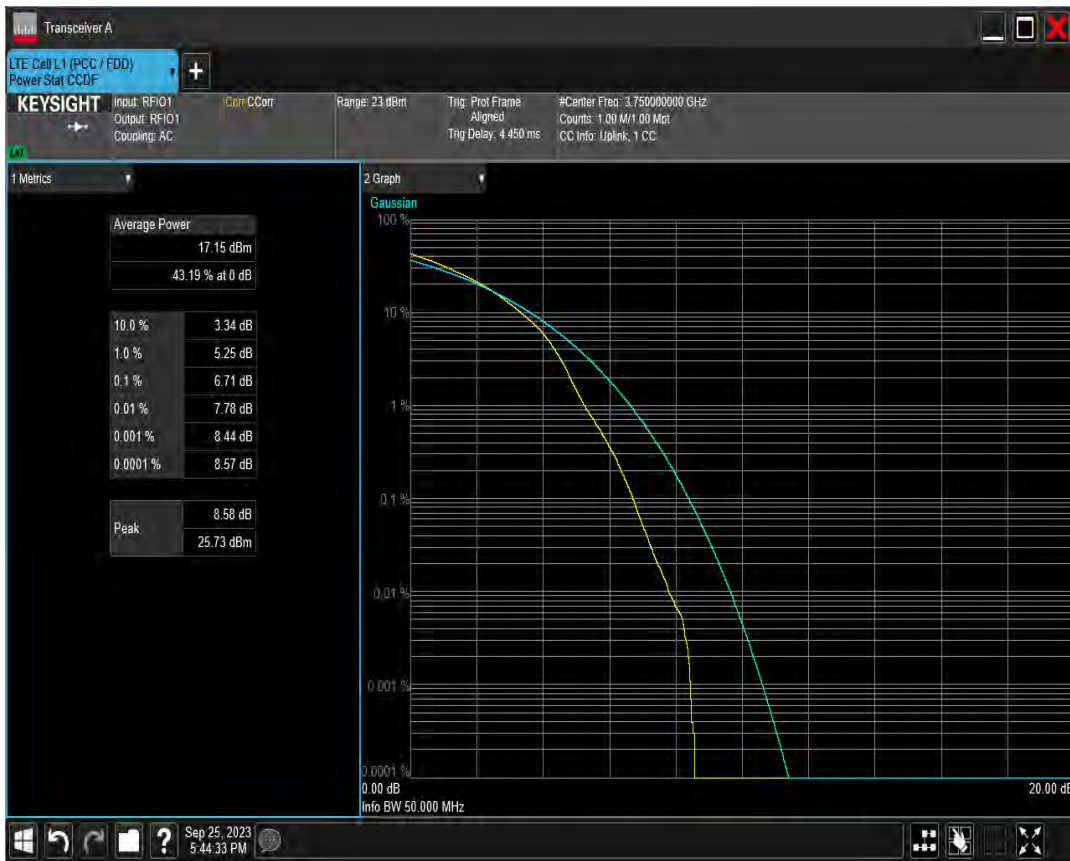 Transceiver A
LTE Cell L1 (PCC / FDD)
Power Stat CCDF
+
KEYSIGHT
Input: RFIO1
Output: RFIO1
Coupling: AC
Corr CCorr
Range: 23 dBm
Trig: Prot Frame
Aligned
Trig Delay: 4.450 ms
#Center Freq: 3.750000000 GHz
Counts: 1.00 M/1.00 Mpt
CC Info: Uplink, 1 CC
LXI
1 Metrics
Average Power
17.15 dBm
43.19 % at 0 dB
10.0 % 3.34 dB
1.0 % 5.25 dB
0.1 % 6.71 dB
0.01 % 7.78 dB
0.001 % 8.44 dB
0.0001 % 8.57 dB
Peak
8.58 dB
25.73 dBm
2 Graph
Gaussian
100 %
10 %
1 %
0.1 %
0.01 %
0.001 %
0.0001 %
0.00 dB 20.00 dB
Info BW 50.000 MHz
?
Sep 25, 2023
5:44:33 PM